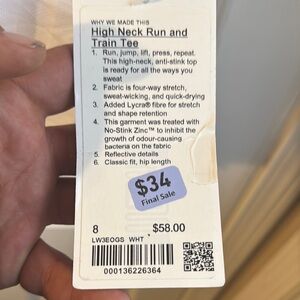 WHY WE MADE THIS
High Neck Run and
Train Tee
1. Run, jump, lift, press, repeat.
This high-neck, anti-stink top
is ready for all the ways you
sweat
2. Fabric is four-way stretch,
sweat-wicking, and quick-drying
3. Added Lycra® fibre for stretch
and shape retention
4. This garment was treated with
No-Stink Zinc™ to inhibit the
growth of odour-causing
bacteria on the fabric
5. Reflective details
6. Classic fit, hip length
$34
Final Sale
8 $58.00
LW3EOGS WHT
000136226364